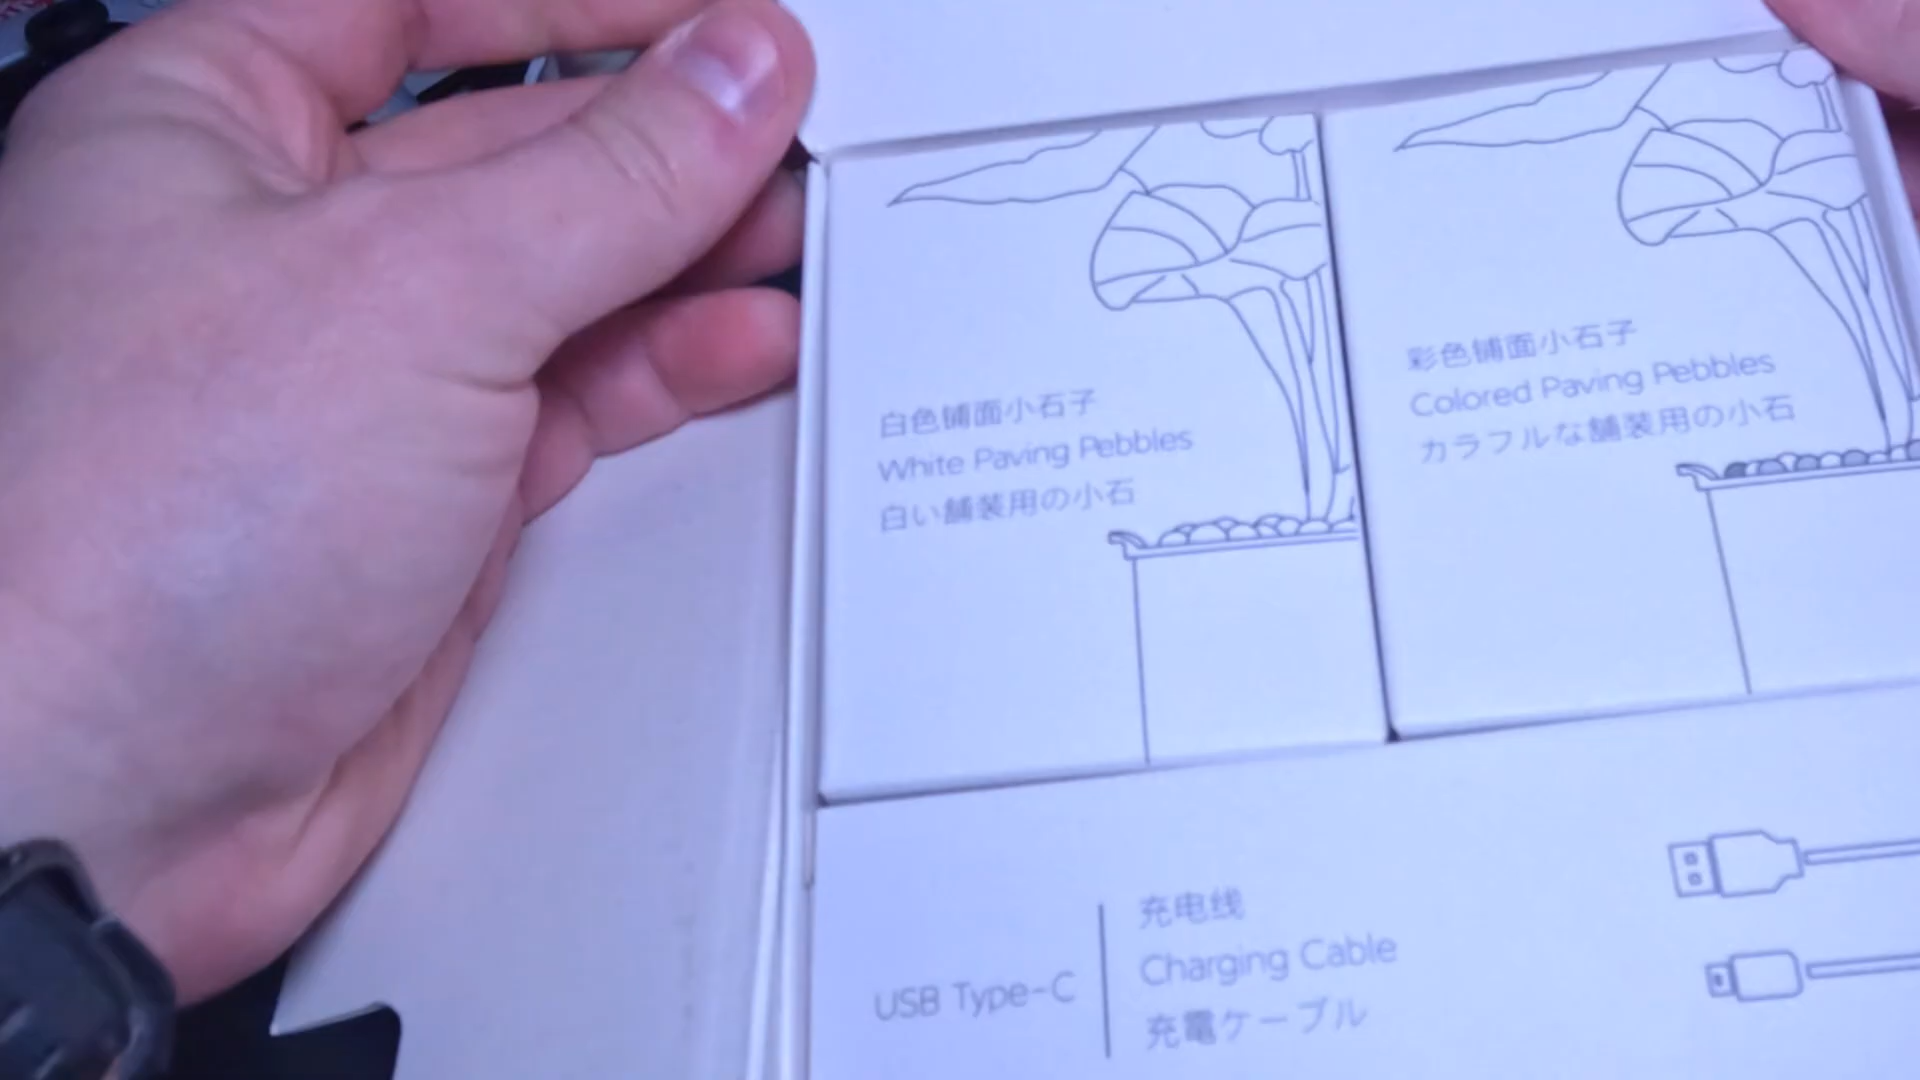 白色铺面小石子
White Paving Pebbles
白い舗装用の小石
彩色铺面小石子
Colored Paving Pebbles
カラフルな舗装用の小石
USB Type-C
充电线
Charging Cable
充電ケーブル